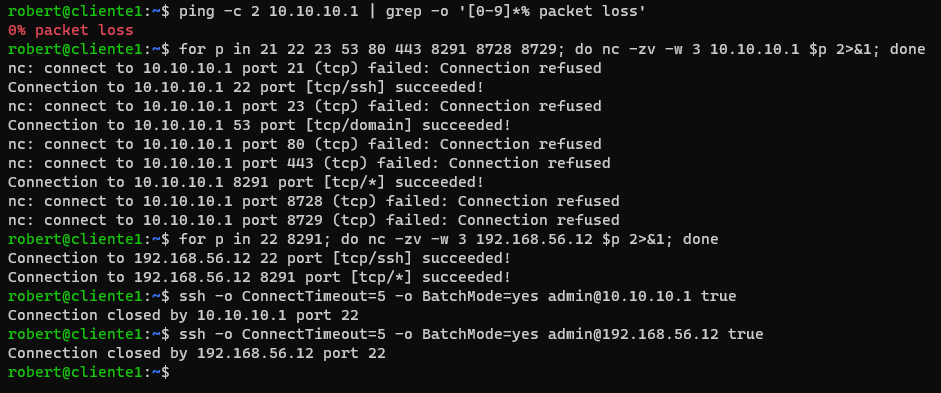 robert@cliente1:~$ ping -c 2 10.10.10.1 | grep -o '[0-9]*% packet loss'
0% packet loss
robert@cliente1:~$ for p in 21 22 23 53 80 443 8291 8728 8729; do nc -zv -w 3 10.10.10.1 $p 2>&1; done
nc: connect to 10.10.10.1 port 21 (tcp) failed: Connection refused
Connection to 10.10.10.1 22 port [tcp/ssh] succeeded!
nc: connect to 10.10.10.1 port 23 (tcp) failed: Connection refused
Connection to 10.10.10.1 53 port [tcp/domain] succeeded!
nc: connect to 10.10.10.1 port 80 (tcp) failed: Connection refused
nc: connect to 10.10.10.1 port 443 (tcp) failed: Connection refused
Connection to 10.10.10.1 8291 port [tcp/*] succeeded!
nc: connect to 10.10.10.1 port 8728 (tcp) failed: Connection refused
nc: connect to 10.10.10.1 port 8729 (tcp) failed: Connection refused
robert@cliente1:~$ for p in 22 8291; do nc -zv -w 3 192.168.56.12 $p 2>&1; done
Connection to 192.168.56.12 22 port [tcp/ssh] succeeded!
Connection to 192.168.56.12 8291 port [tcp/*] succeeded!
robert@cliente1:~$ ssh -o ConnectTimeout=5 -o BatchMode=yes admin@10.10.10.1 true
Connection closed by 10.10.10.1 port 22
robert@cliente1:~$ ssh -o ConnectTimeout=5 -o BatchMode=yes admin@192.168.56.12 true
Connection closed by 192.168.56.12 port 22
robert@cliente1:~$